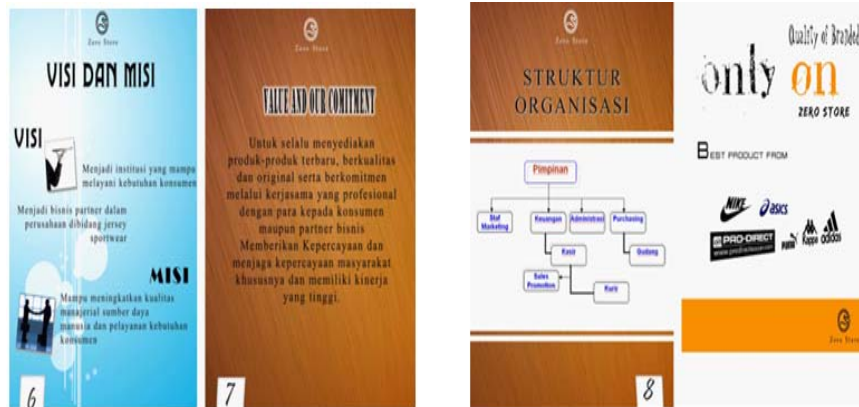 Zero Store
VISI DAN MISI
VISI
Menjadi institusi yang mampu
melayani kebutuhan konsumen
Menjadi bisnis partner dalam
perusahaan dibidang jersey
sportwear
MISI
Mampu meningkatkan kualitas
manajerial sumber daya
manusia dan pelayanan kebutuhan
konsumen
6
Zero Store
VALUE AND OUR COMITMENT
Untuk selalu menyediakan
produk-produk terbaru, berkualitas
dan original serta berkomitmen
melalui kerjasama yang profesional
dengan para kepada konsumen
maupun partner bisnis
Memberikan Kepercayaan dan
menjaga kepercayaan masyarakat
khususnya dan memiliki kinerja
yang tinggi.
7
Zero Store
STRUKTUR
ORGANISASI
Pimpinan
Staf
Marketing
Keuangan
Administrasi
Purchasing
Kasir
Gudang
Sales
Promotion
Kurir
8
Quality of Branded
only on
ZERO STORE
BEST PRODUCT FROM
NIKE
asics
PRO-DIRECT
PUMA
Kappa
adidas
Zero Store